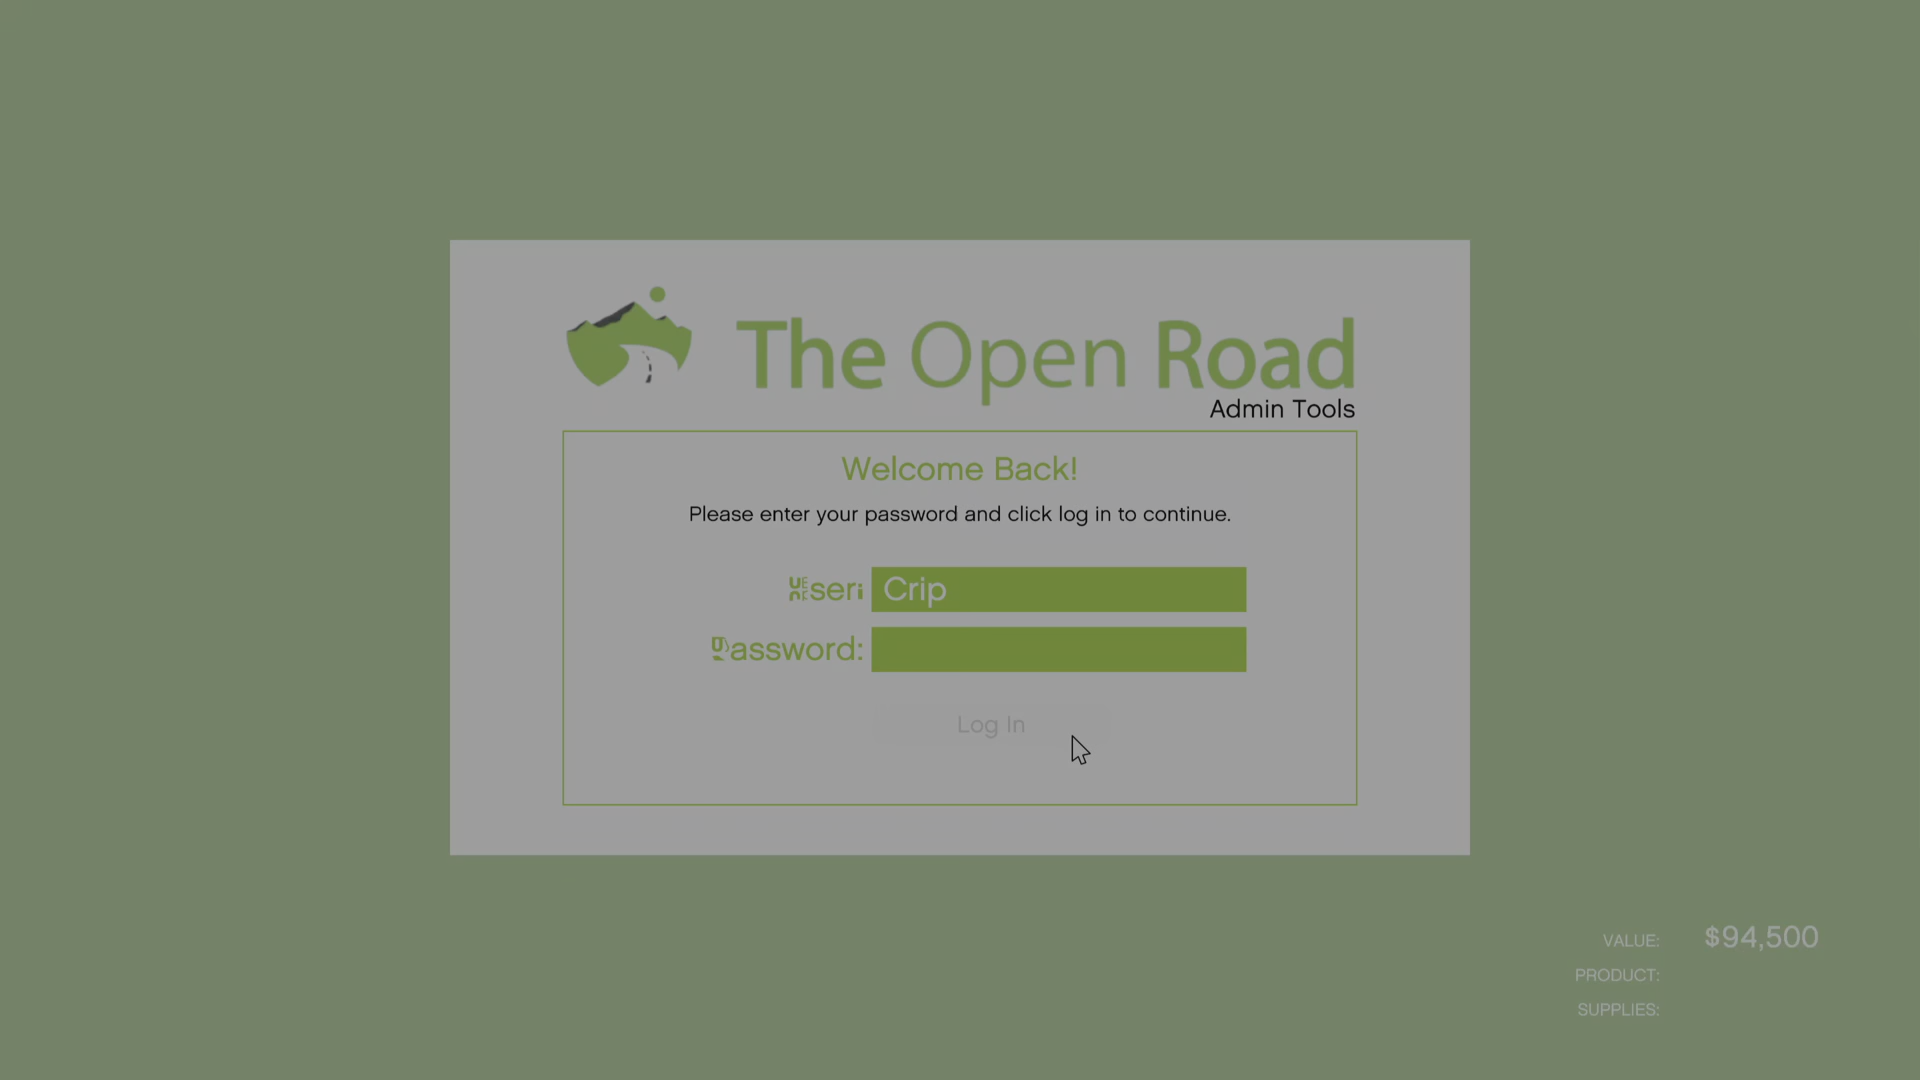 The Open Road
Admin Tools
Welcome Back!
Please enter your password and click log in to continue.
Crip
Log In
VALUE: $94,500
PRODUCT:
SUPPLIES: